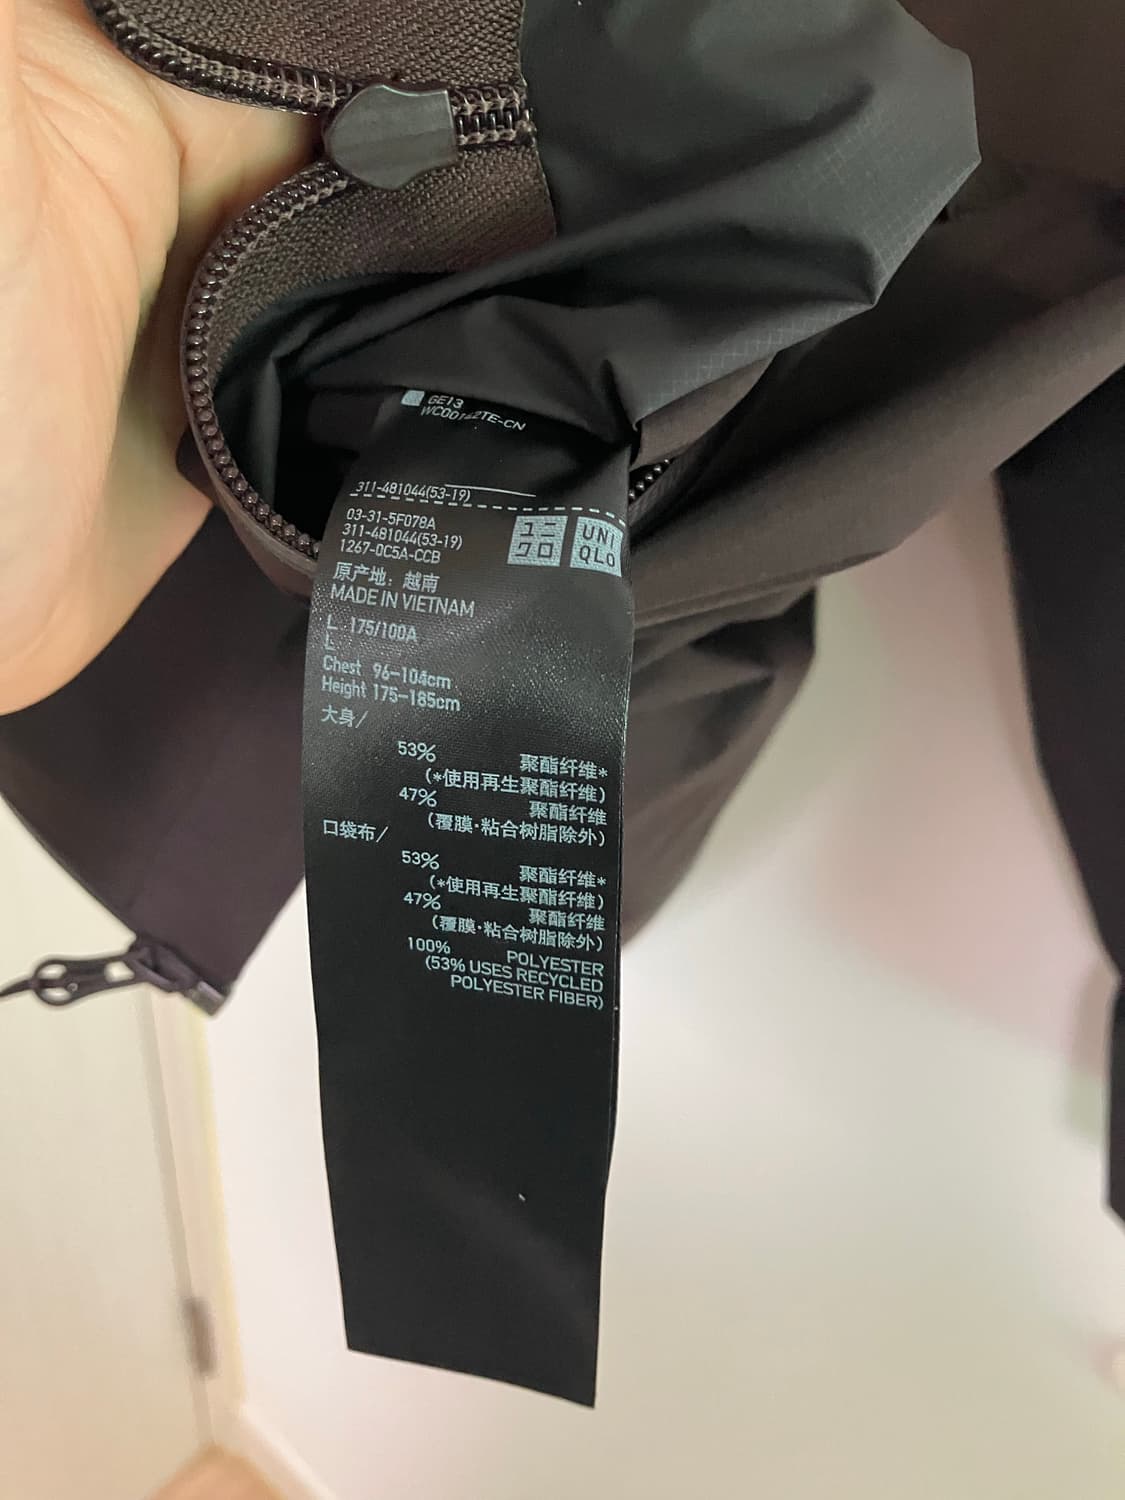 GE13
WC00142TE-CN
311-481044(53-19)
03-31-5F078A
311-481044(53-19)
1267-0C5A-CCB
ユニ
クロ
UNI
QLO
原产地：越南
MADE IN VIETNAM
L 175/100A
L
Chest 96-104cm
Height 175-185cm
大身/
53% 聚酯纤维*
(*使用再生聚酯纤维)
47% 聚酯纤维
(覆膜·粘合树脂除外)
口袋布/
53% 聚酯纤维*
(*使用再生聚酯纤维)
47% 聚酯纤维
(覆膜·粘合树脂除外)
100% POLYESTER
(53% USES RECYCLED
POLYESTER FIBER)